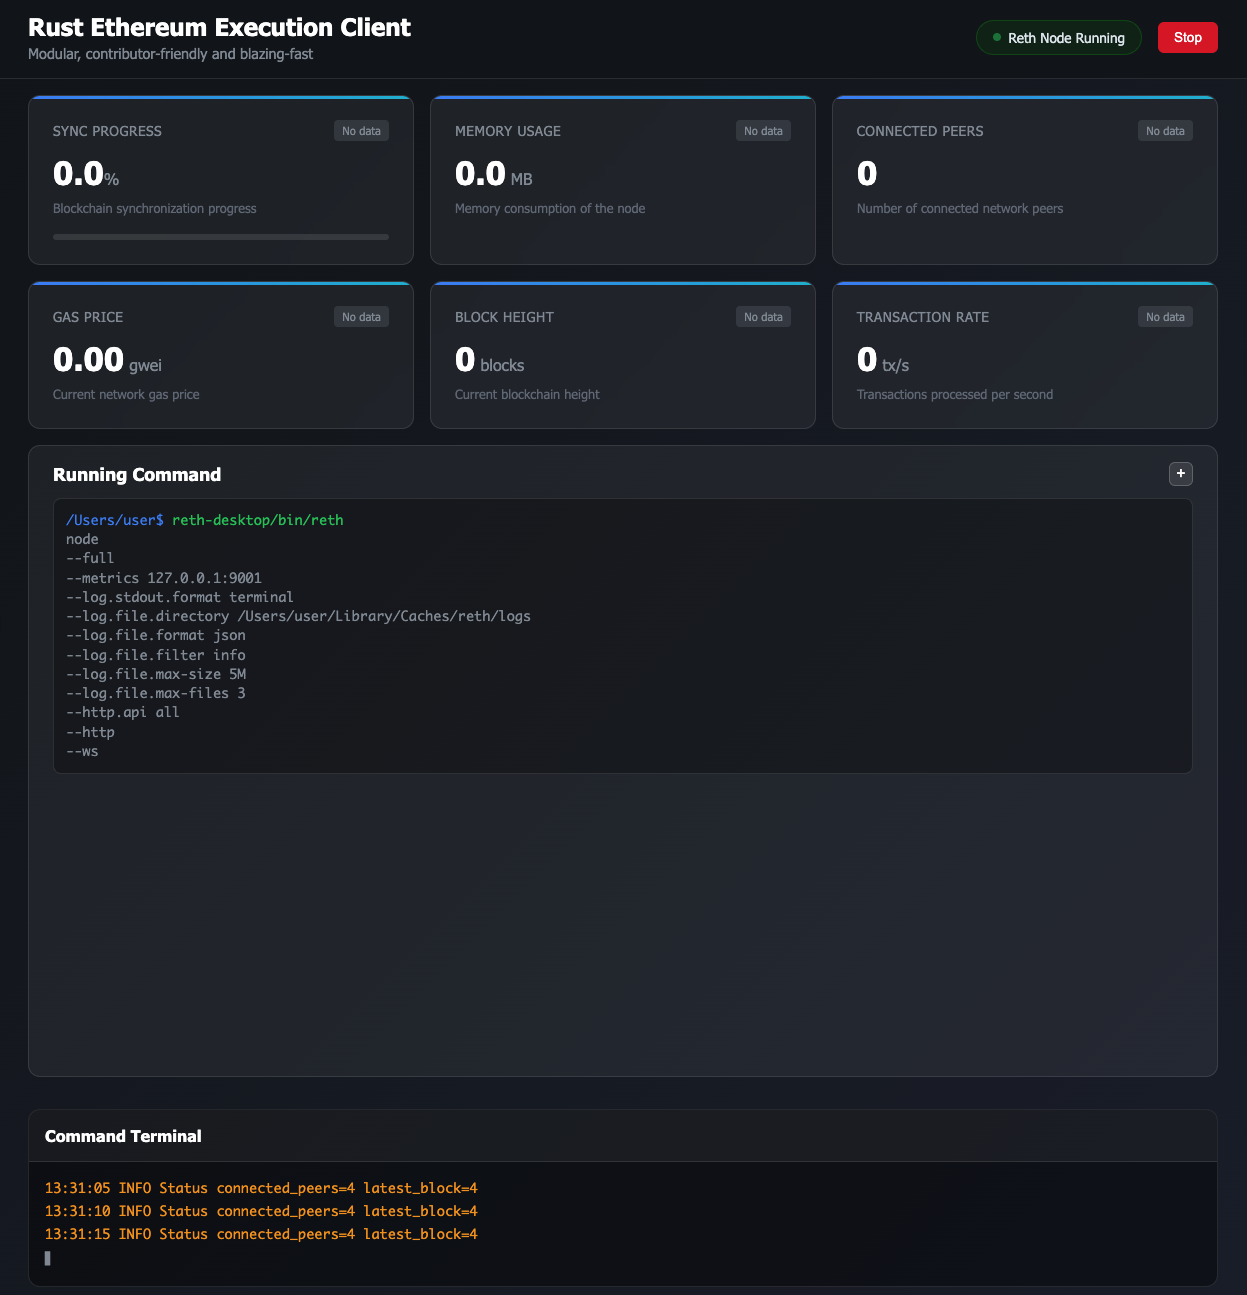 Rust Ethereum Execution Client
Modular, contributor-friendly and blazing-fast
Reth Node Running
Stop
SYNC PROGRESS
No data
0.0%
Blockchain synchronization progress
MEMORY USAGE
No data
0.0 MB
Memory consumption of the node
CONNECTED PEERS
No data
0
Number of connected network peers
GAS PRICE
No data
0.00 gwei
Current network gas price
BLOCK HEIGHT
No data
0 blocks
Current blockchain height
TRANSACTION RATE
No data
0 tx/s
Transactions processed per second
Running Command
+
/Users/user$ reth-desktop/bin/reth
node
--full
--metrics 127.0.0.1:9001
--log.stdout.format terminal
--log.file.directory /Users/user/Library/Caches/reth/logs
--log.file.format json
--log.file.filter info
--log.file.max-size 5M
--log.file.max-files 3
--http.api all
--http
--ws
Command Terminal
13:31:05 INFO Status connected_peers=4 latest_block=4
13:31:10 INFO Status connected_peers=4 latest_block=4
13:31:15 INFO Status connected_peers=4 latest_block=4